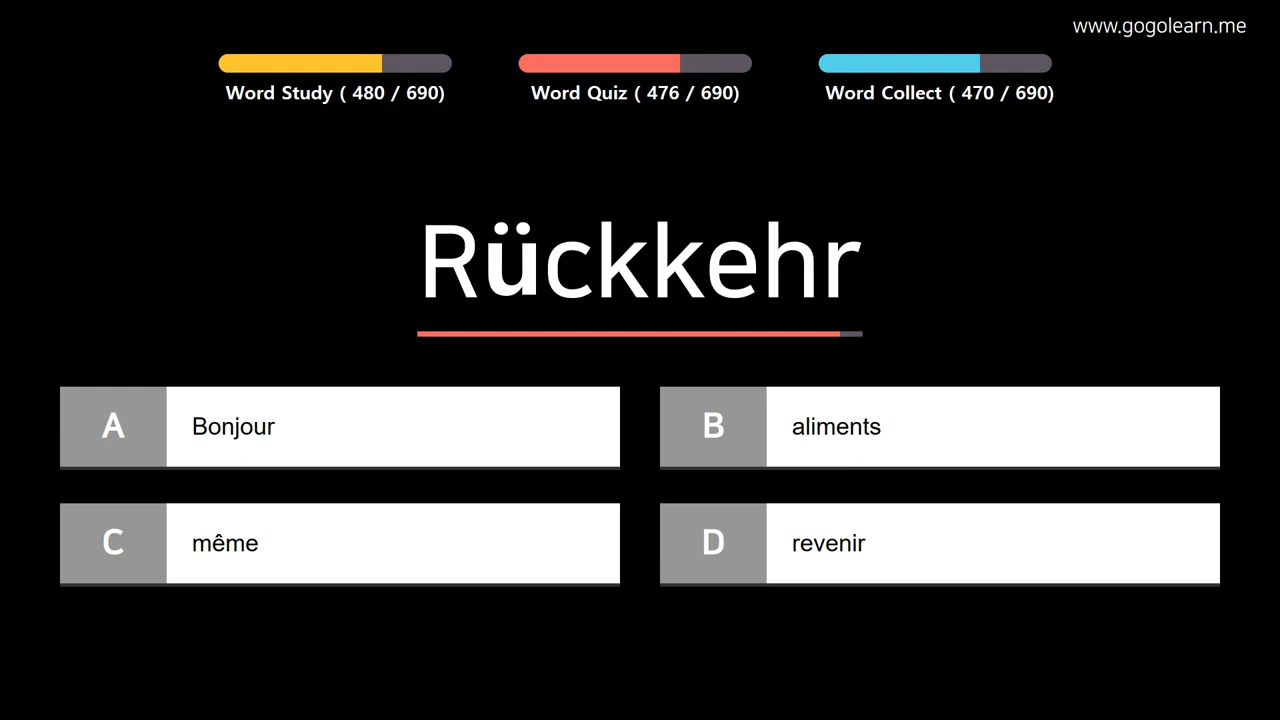 www.gogolearn.me
Word Study ( 480 / 690)
Word Quiz ( 476 / 690)
Word Collect ( 470 / 690)
Rückkehr
A Bonjour
B aliments
C même
D revenir